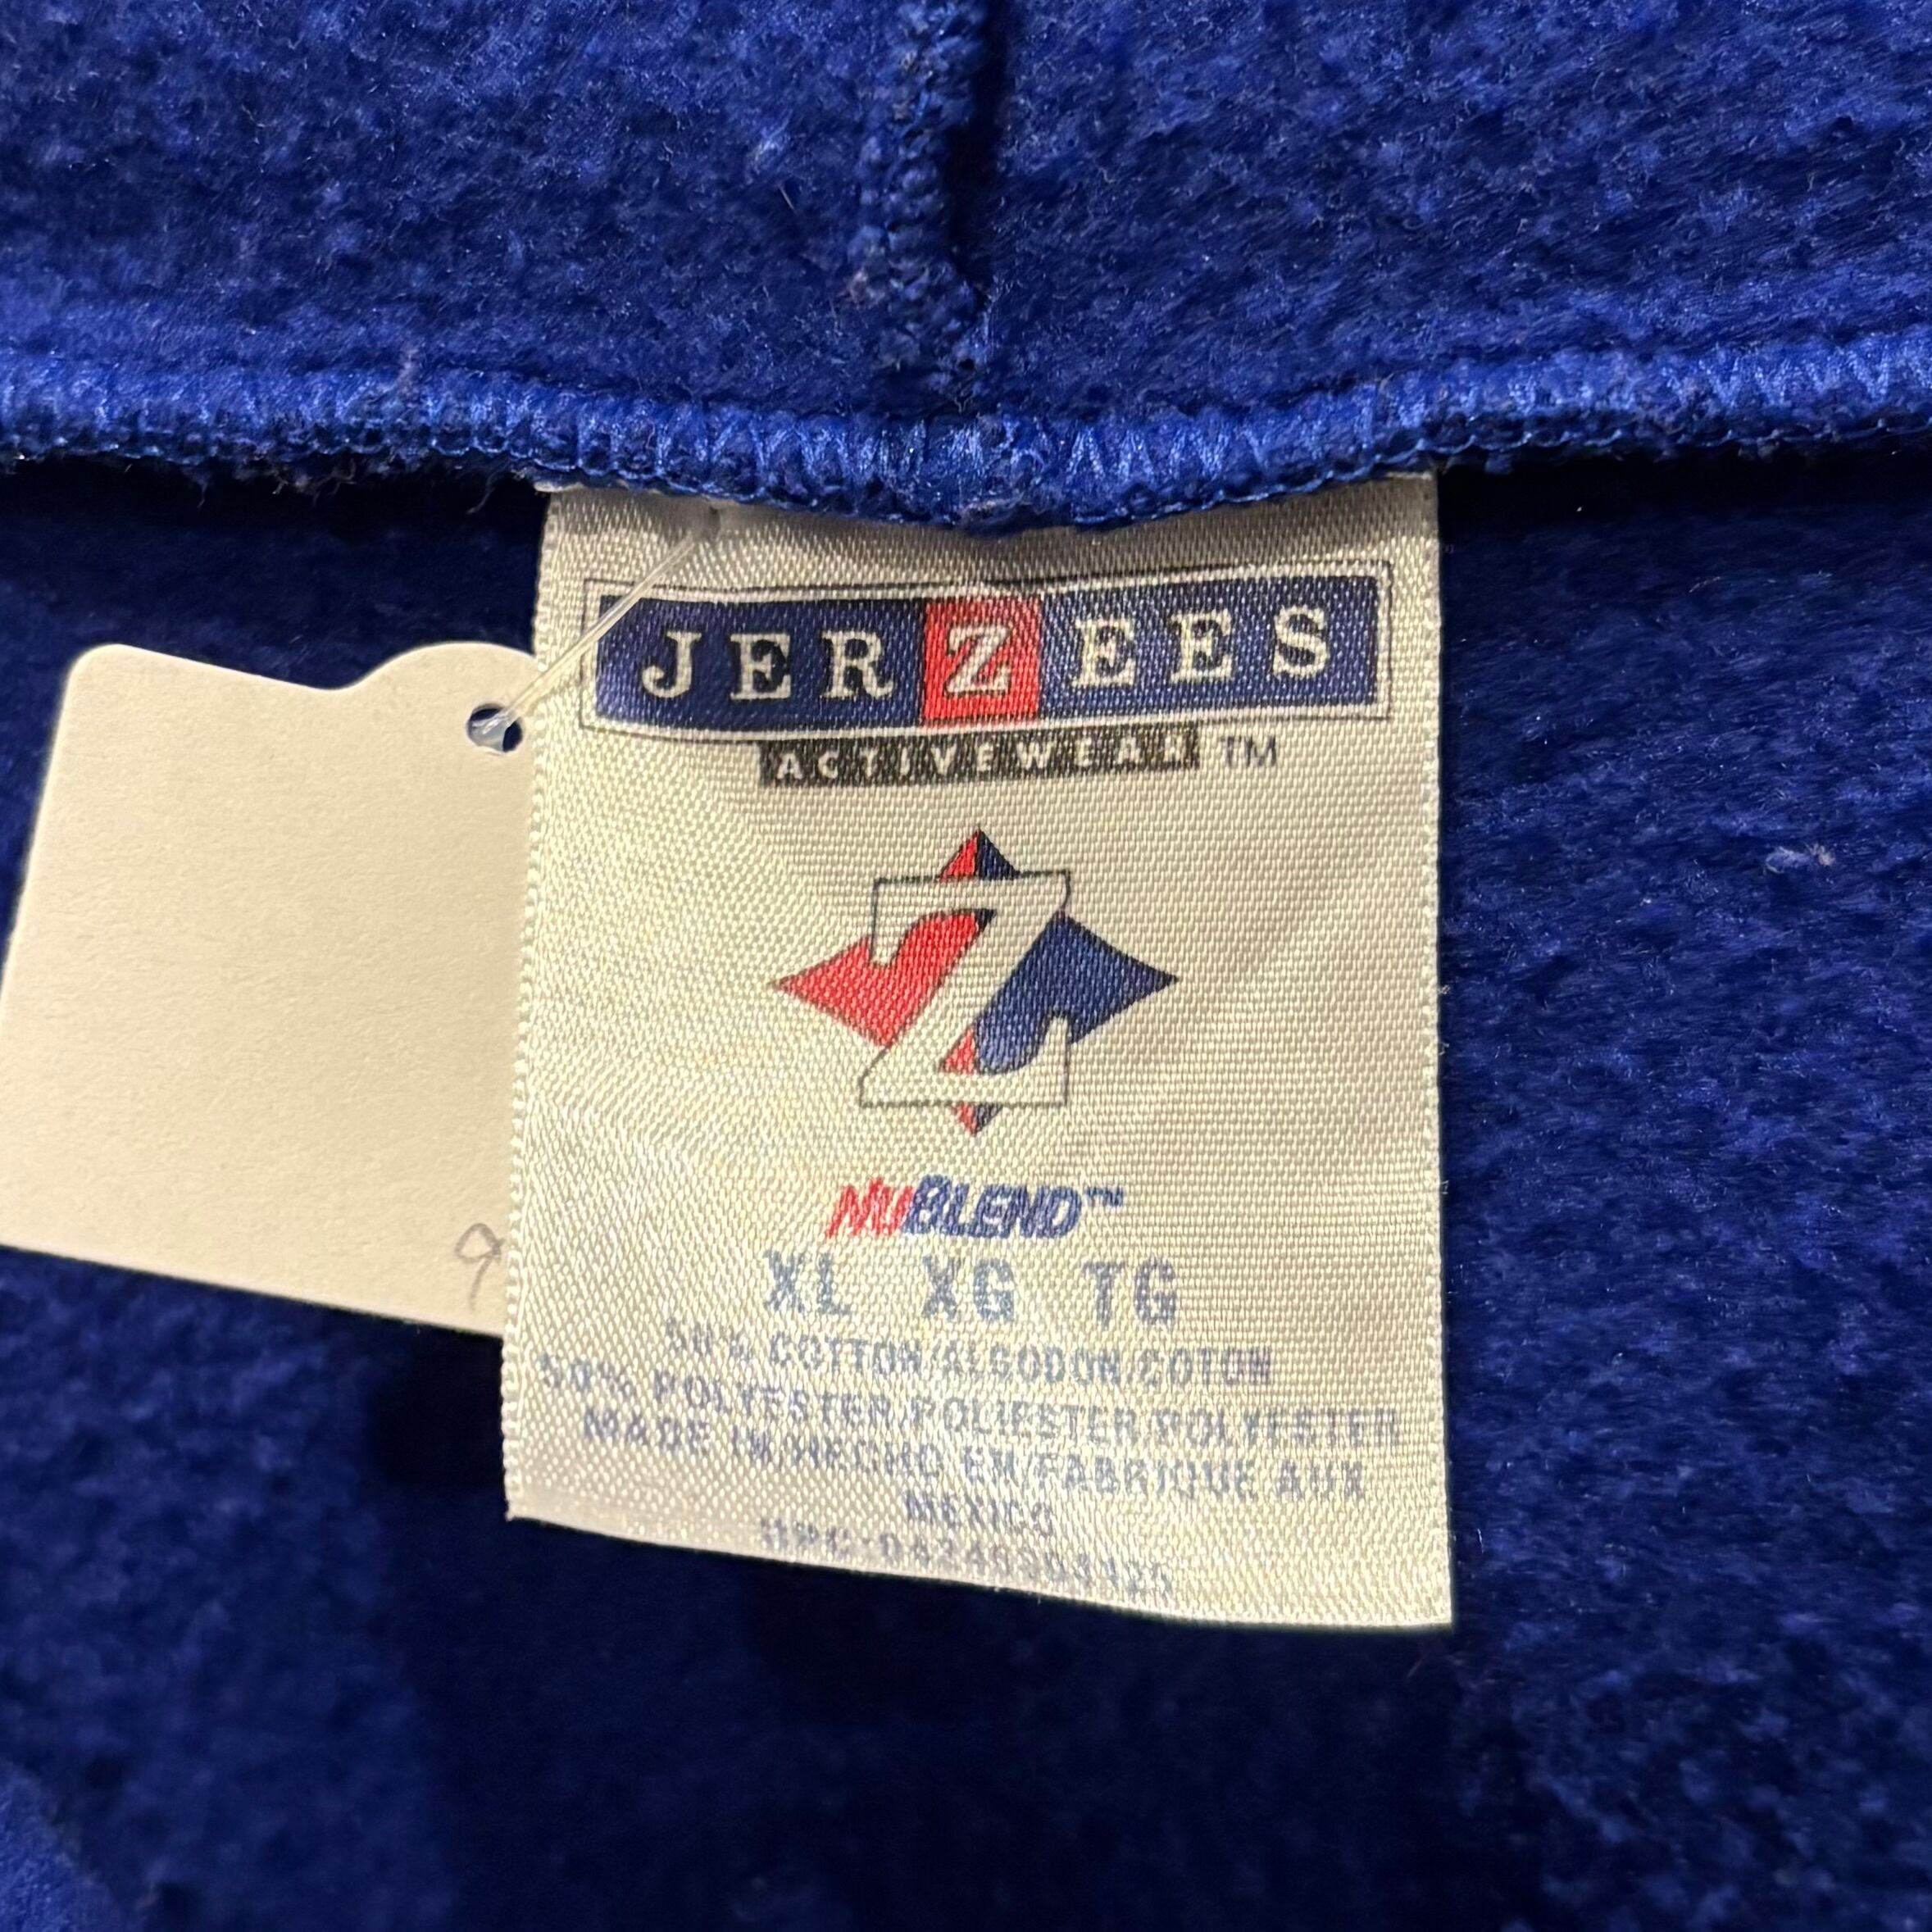 JERZEES
ACTIVEWEAR TM
Z
NUBLEND™
XL XG TG
50% COTTON/ALGODON/COTON
50% POLYESTER/POLIESTER/POLYESTER
MADE IN/HECHO EN/FABRIQUE AUX
MEXICO
9